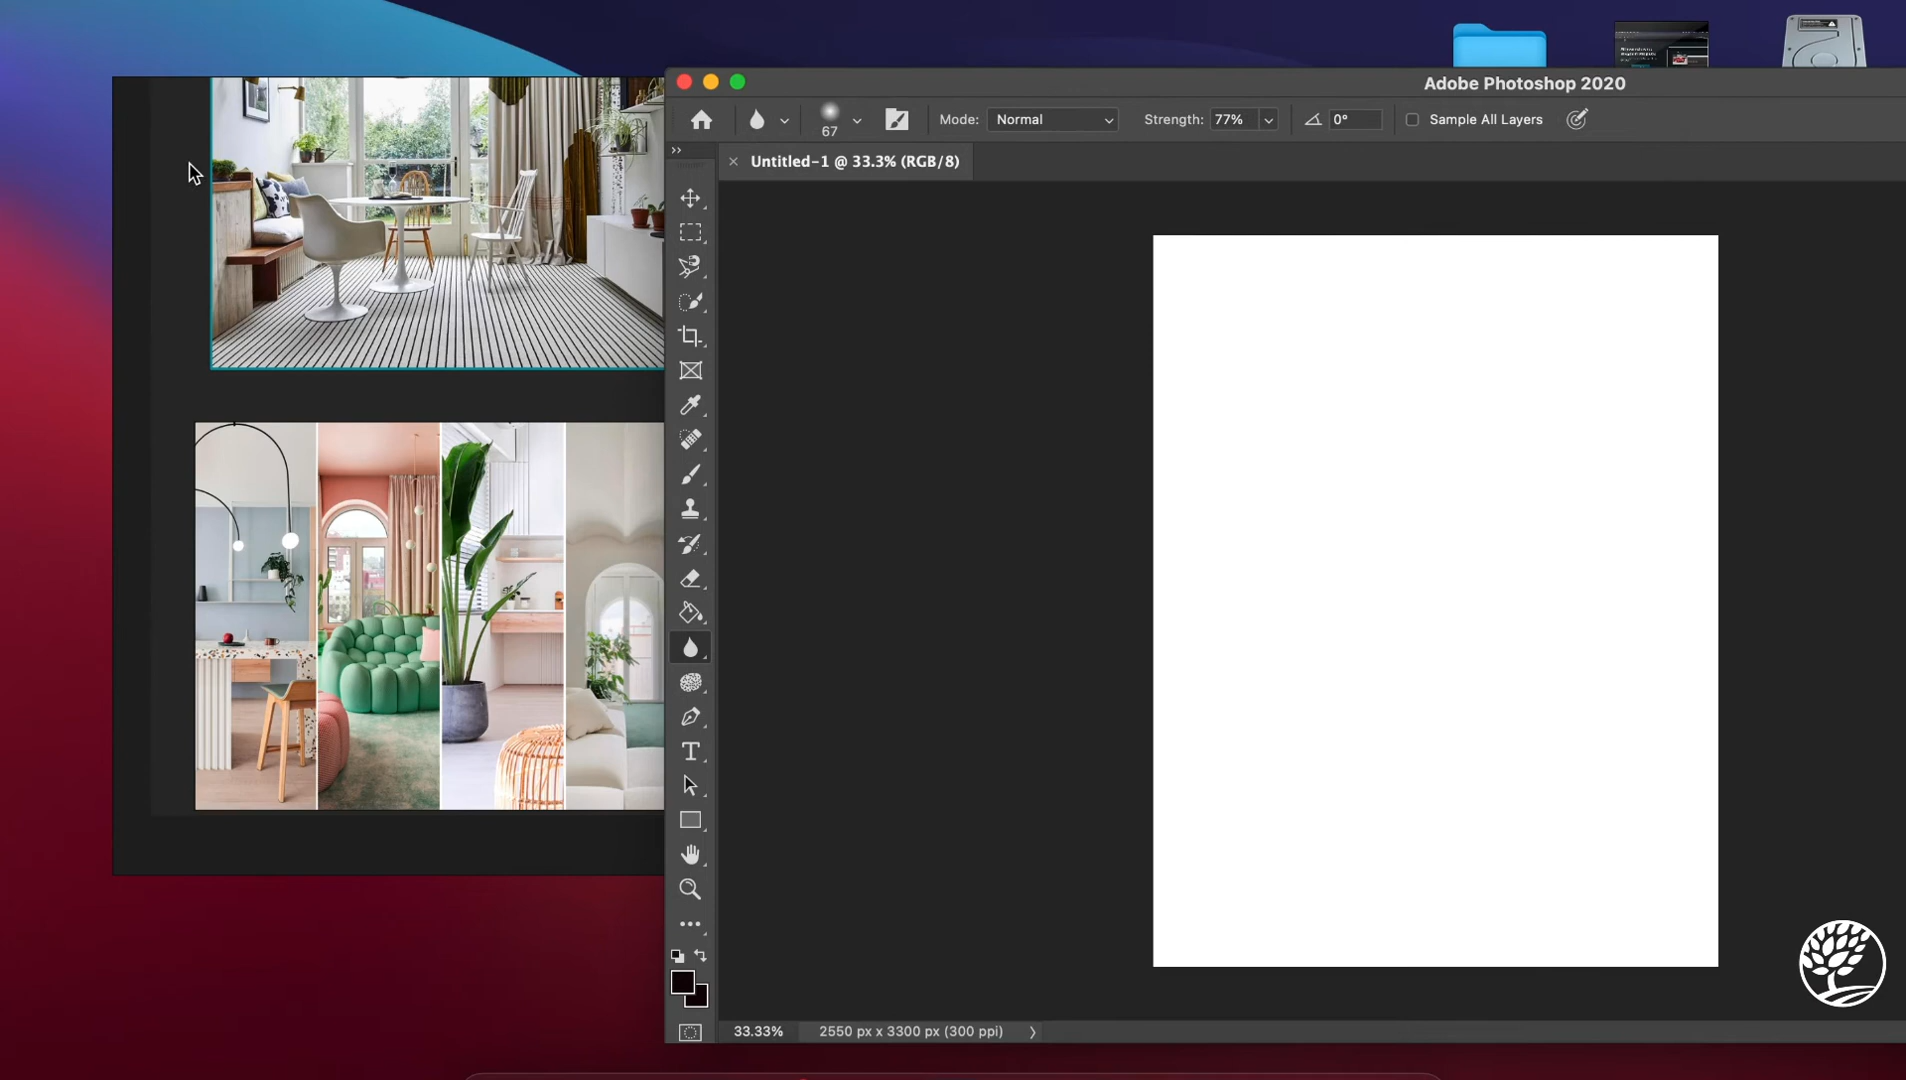 Adobe Photoshop 2020
67
Mode: Normal Strength: 77% 0° Sample All Layers
Untitled-1 @ 33.3% (RGB/8)
T
33.33% 2550 px x 3300 px (300 ppi)